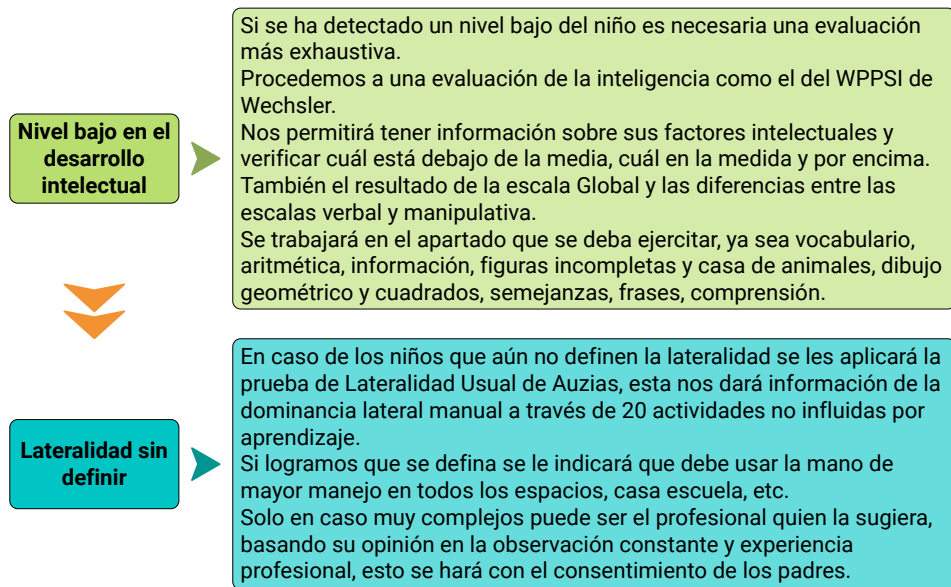 Nivel bajo en el
desarrollo
intelectual
Si se ha detectado un nivel bajo del niño es necesaria una evaluación
más exhaustiva.
Procedemos a una evaluación de la inteligencia como el del WPPSI de
Wechsler.
Nos permitirá tener información sobre sus factores intelectuales y
verificar cuál está debajo de la media, cuál en la medida y por encima.
También el resultado de la escala Global y las diferencias entre las
escalas verbal y manipulativa.
Se trabajará en el apartado que se deba ejercitar, ya sea vocabulario,
aritmética, información, figuras incompletas y casa de animales, dibujo
geométrico y cuadrados, semejanzas, frases, comprensión.
Lateralidad sin
definir
En caso de los niños que aún no definen la lateralidad se les aplicará la
prueba de Lateralidad Usual de Auzias, esta nos dará información de la
dominancia lateral manual a través de 20 actividades no influidas por
aprendizaje.
Si logramos que se defina se le indicará que debe usar la mano de
mayor manejo en todos los espacios, casa escuela, etc.
Solo en caso muy complejos puede ser el profesional quien la sugiera,
basando su opinión en la observación constante y experiencia
profesional, esto se hará con el consentimiento de los padres.